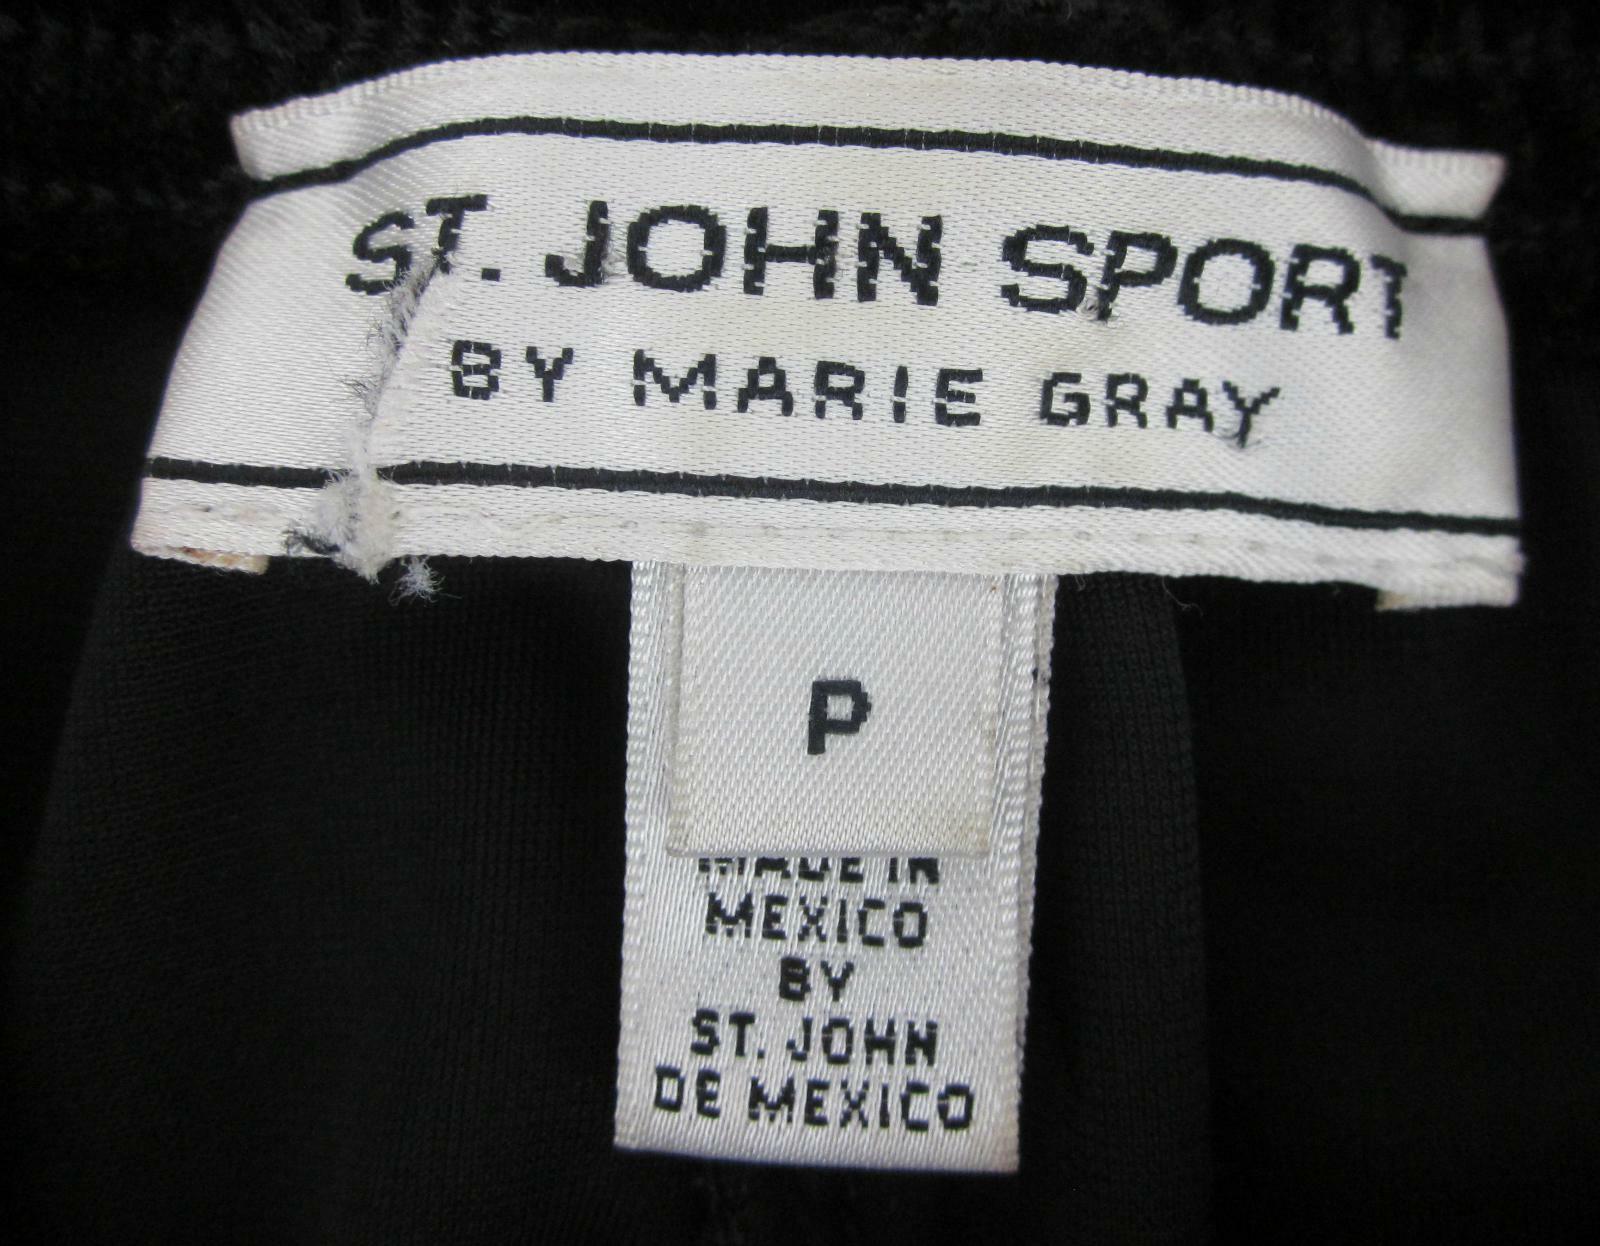 ST. JOHN SPORT
BY MARIE GRAY
P
MADE IN
MEXICO
BY
ST. JOHN
DE MEXICO